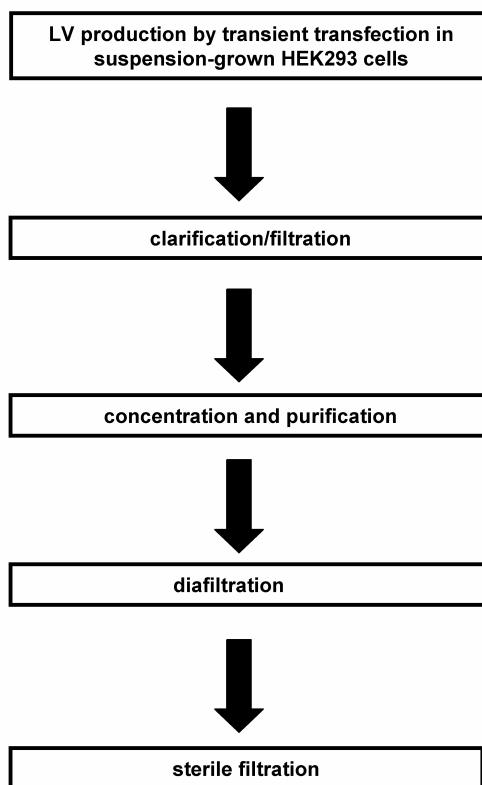 LV production by transient transfection in
suspension-grown HEK293 cells
clarification/filtration
concentration and purification
diafiltration
sterile filtration